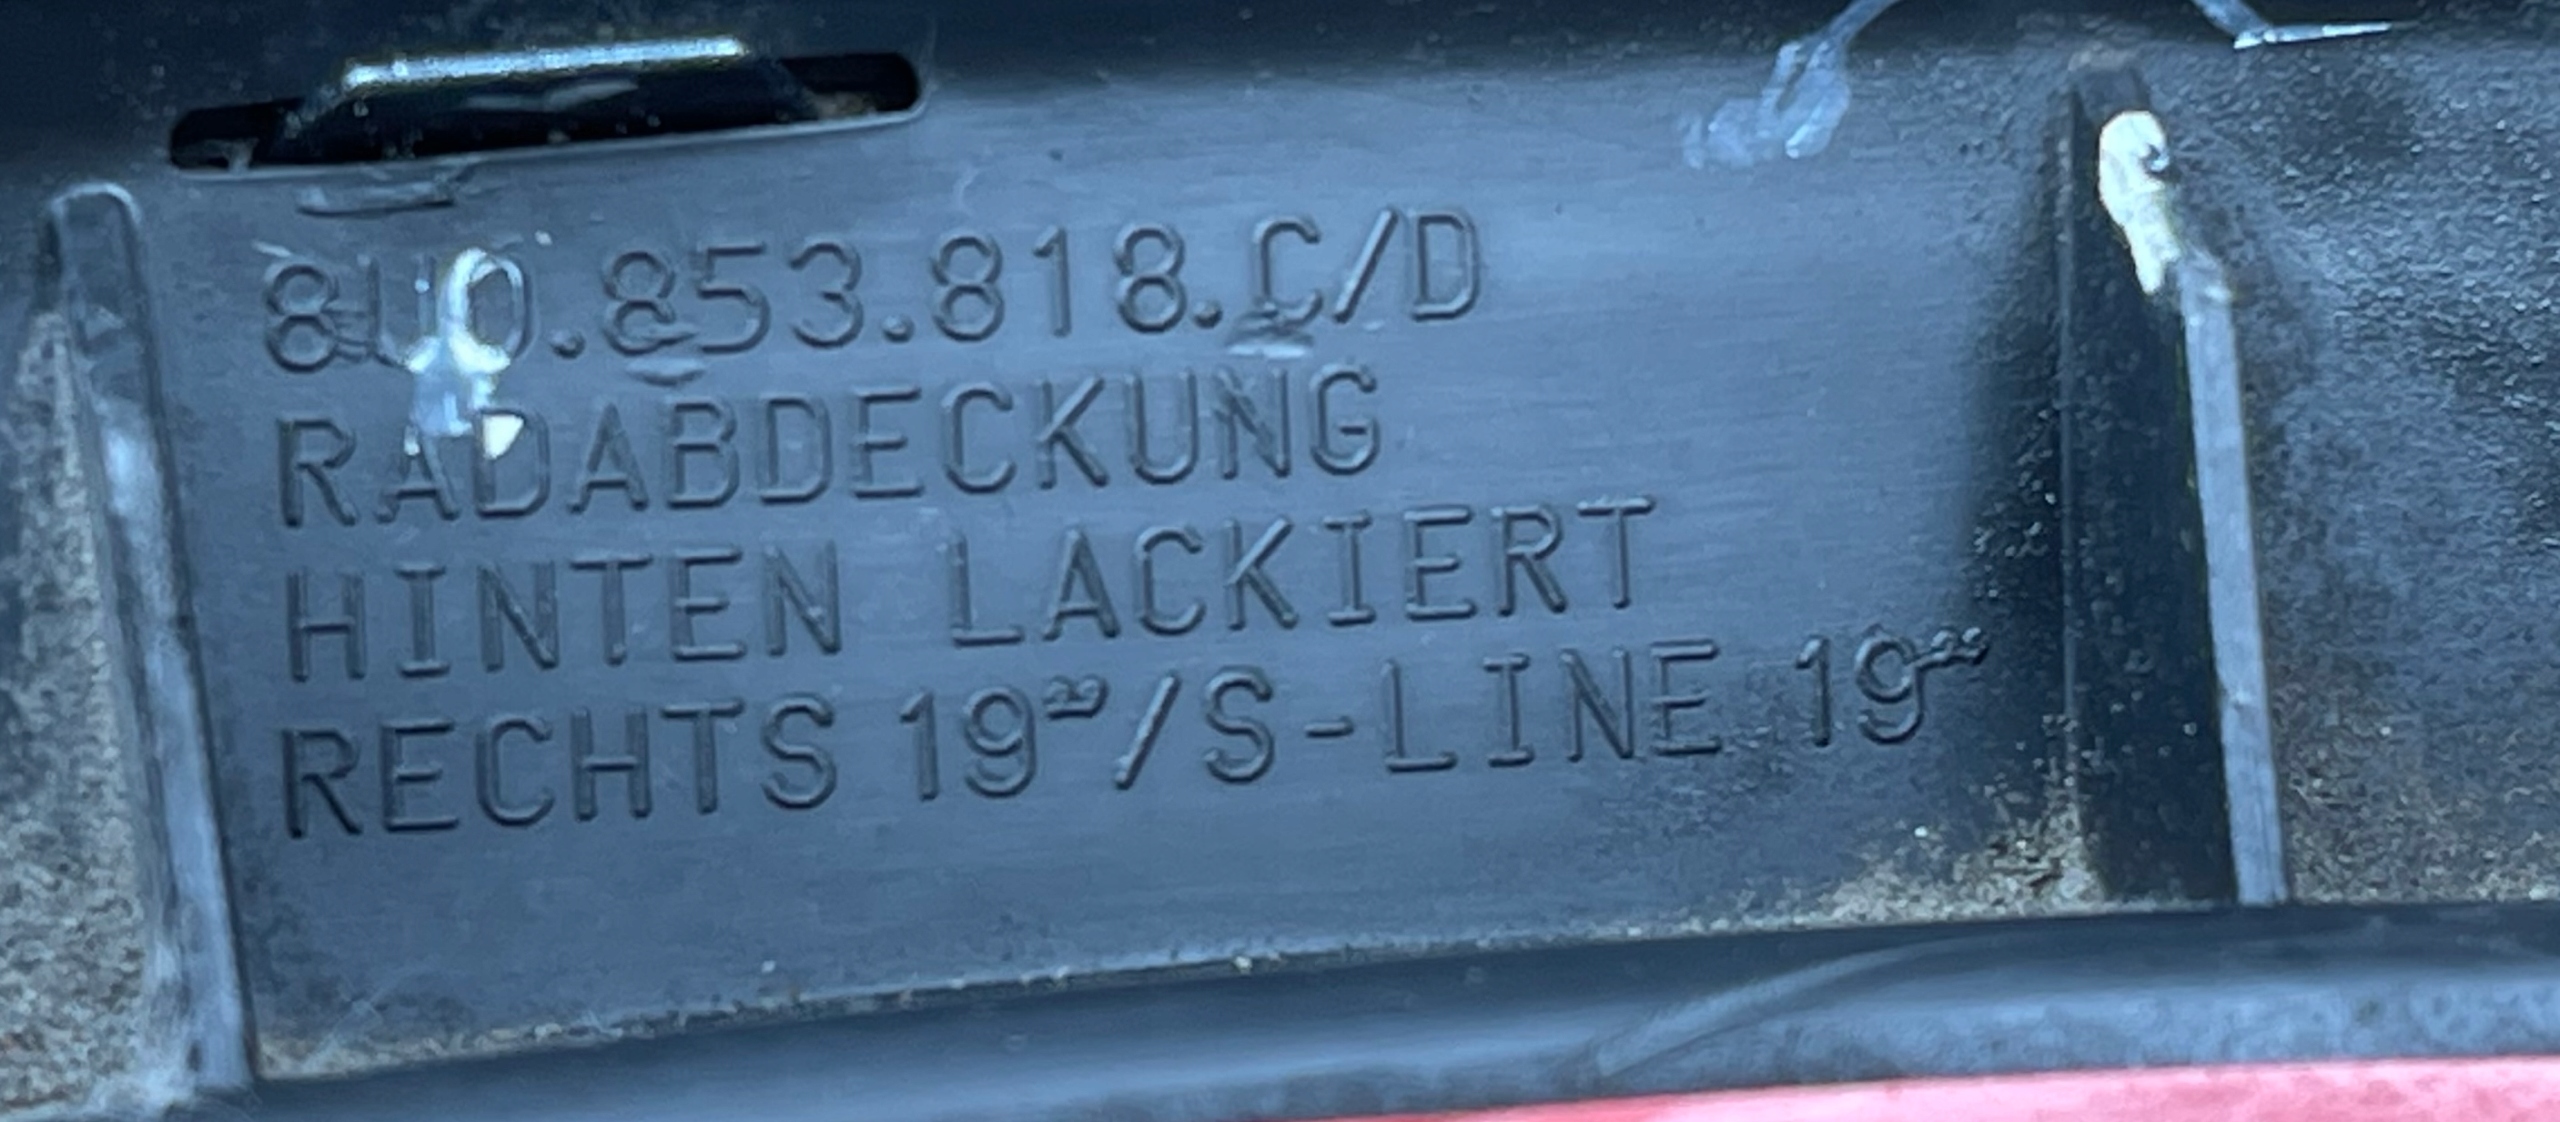 8U0.853.818.C/D
RADABDECKUNG
HINTEN LACKIERT
RECHTS 19"/S-LINE 19"